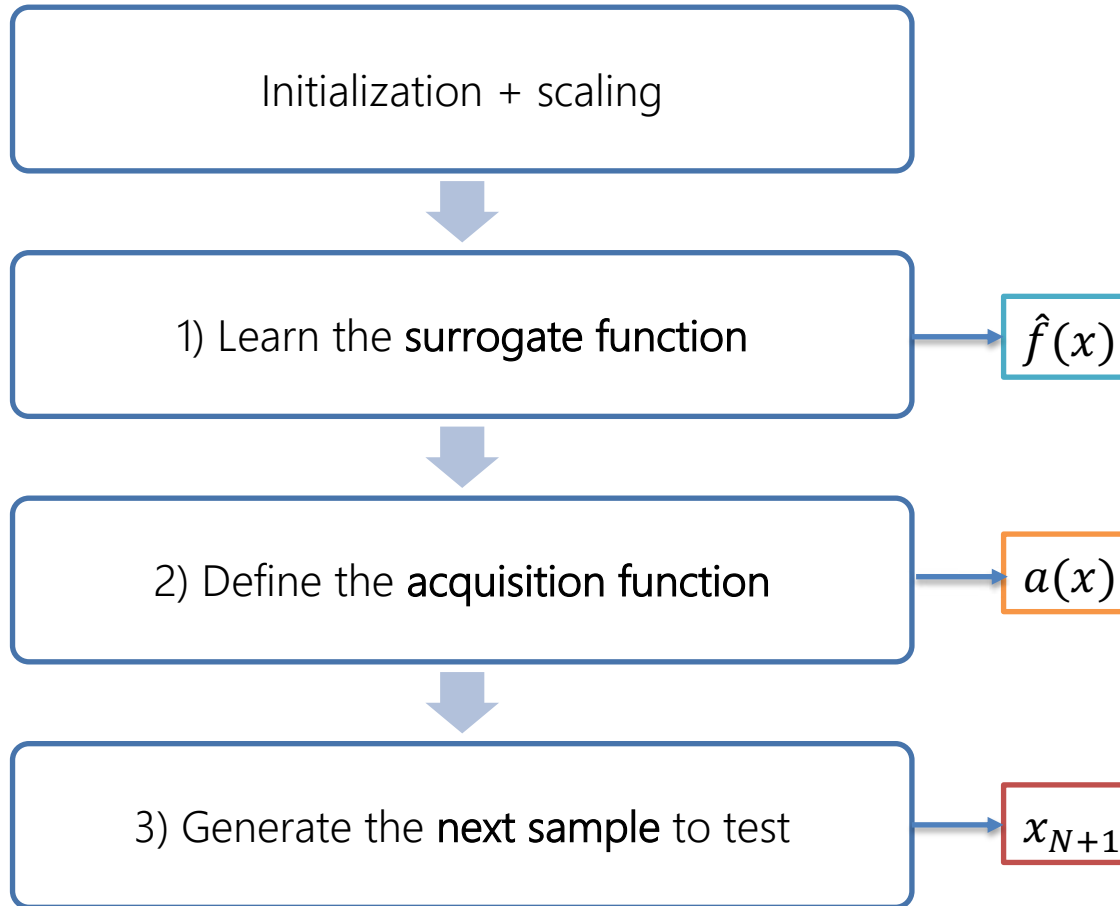 Initialization + scaling
1) Learn the surrogate function
f̂(x)
2) Define the acquisition function
a(x)
3) Generate the next sample to test
x_{N+1}